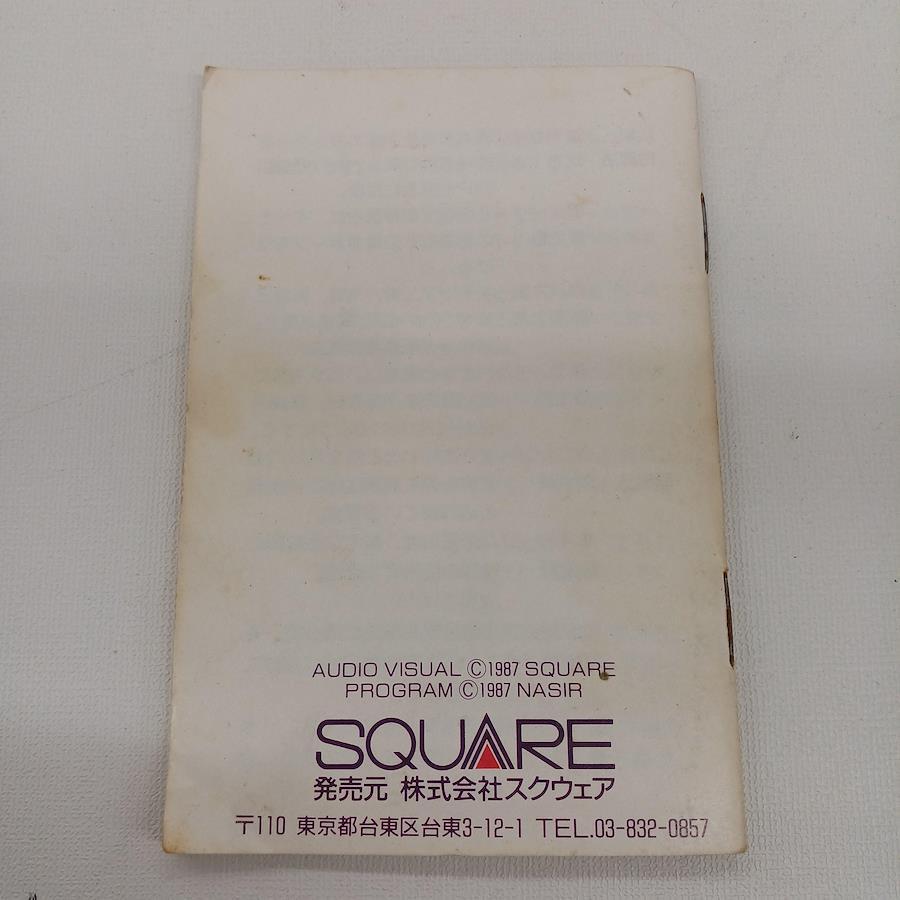 AUDIO VISUAL ©1987 SQUARE
PROGRAM ©1987 NASIR
SQUARE
発売元 株式会社スクウェア
〒110 東京都台東区台東3-12-1 TEL.03-832-0857